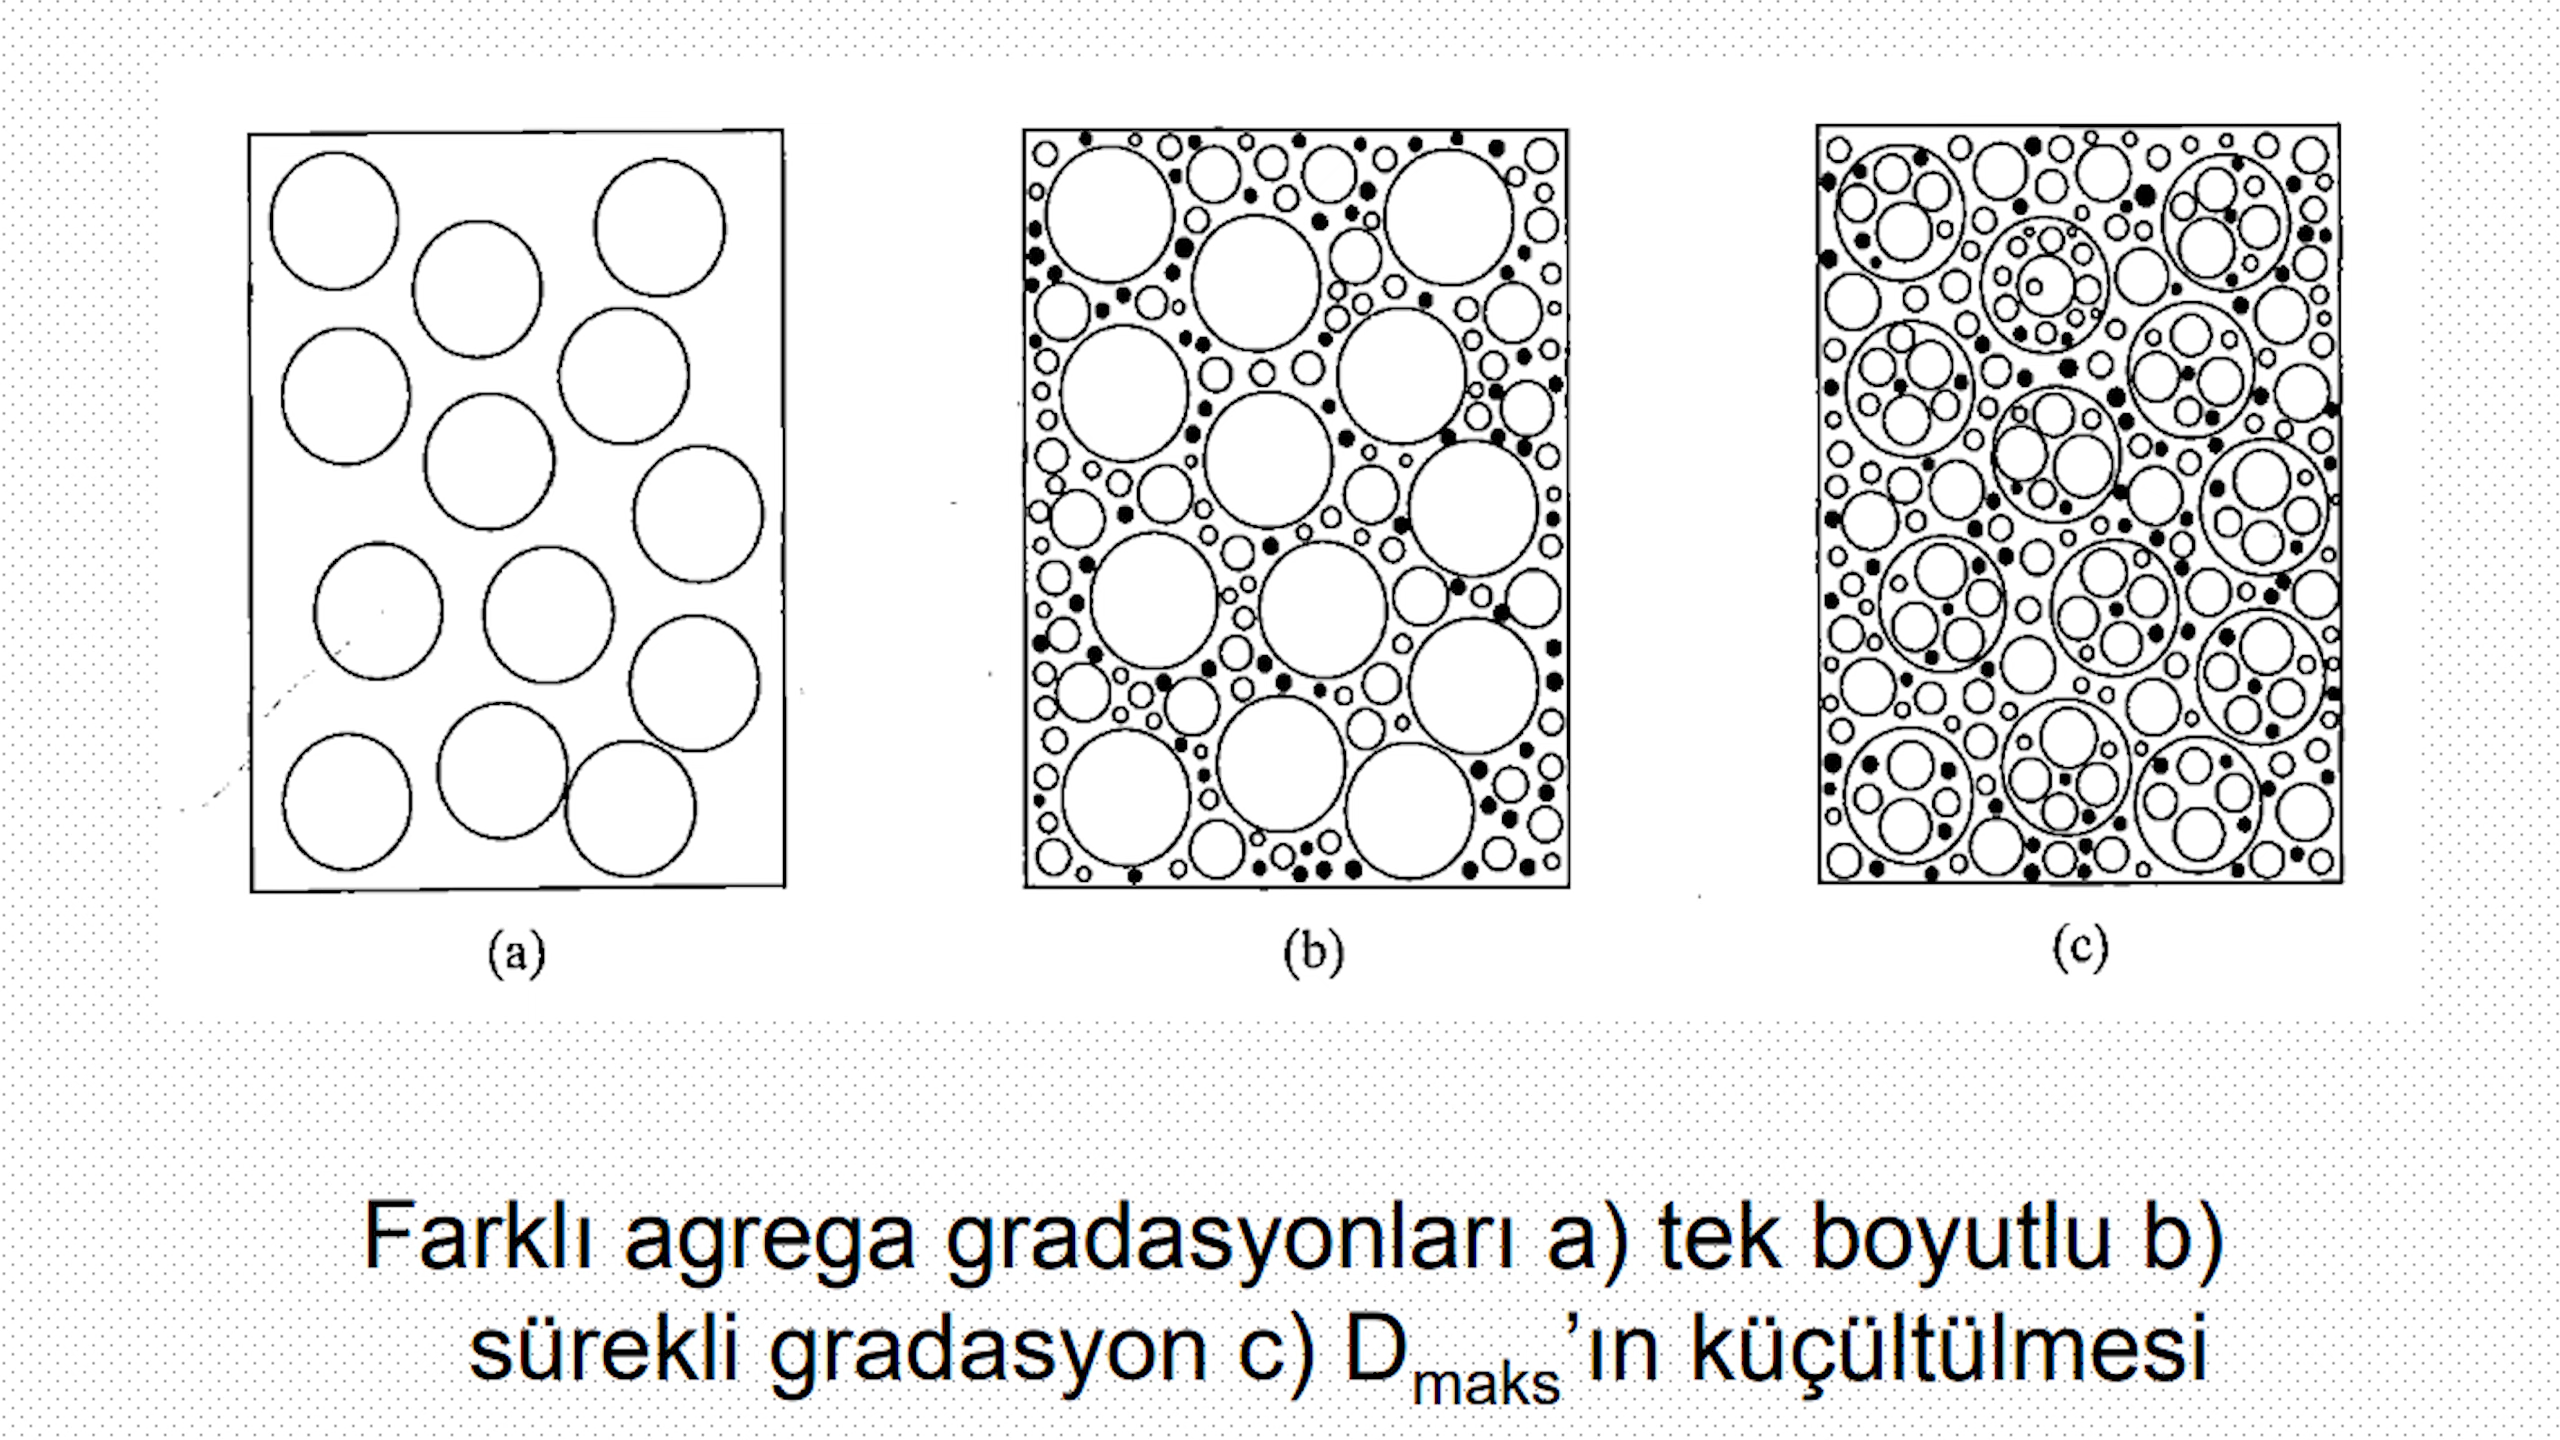 (a) (b) (c)
Farklı agrega gradasyonları a) tek boyutlu b)
sürekli gradasyon c) Dmaks’ın küçültülmesi